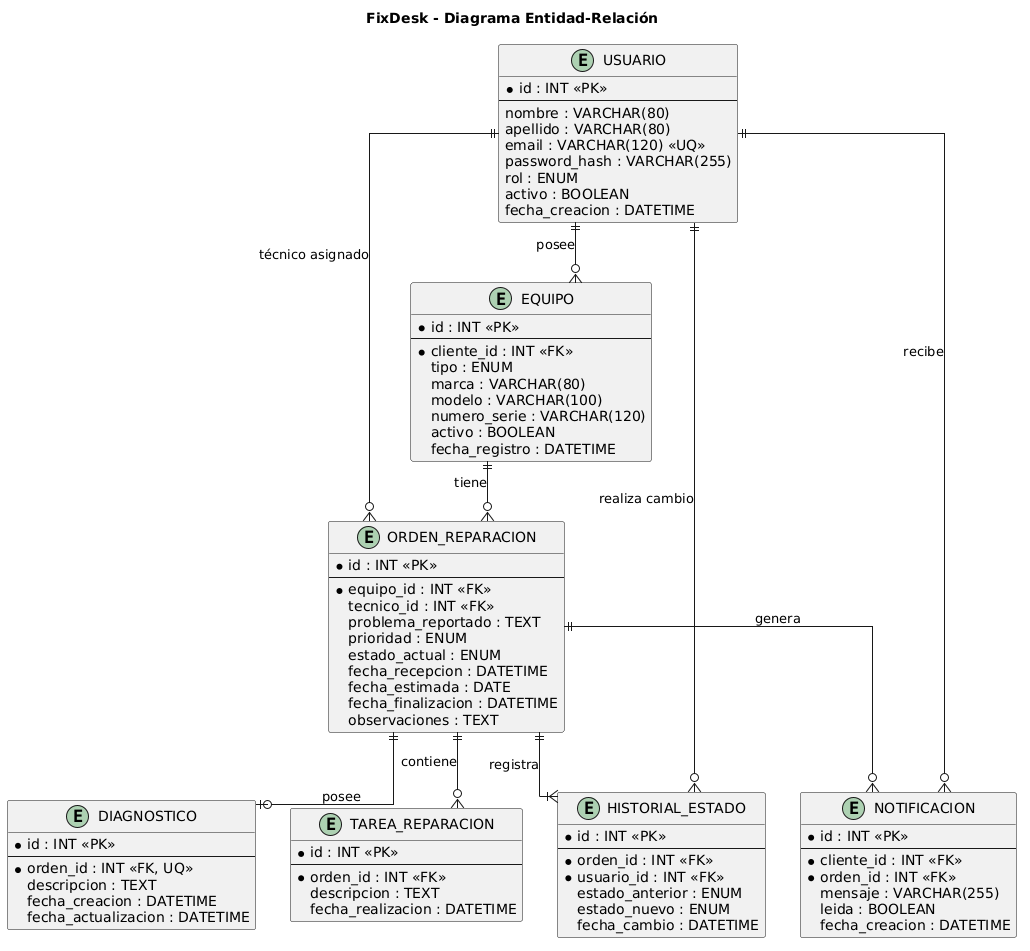 FixDesk - Diagrama Entidad-Relación
E USUARIO
id : INT «PK»
nombre : VARCHAR(80)
apellido : VARCHAR(80)
email : VARCHAR(120) «UQ»
password_hash : VARCHAR(255)
rol : ENUM
activo : BOOLEAN
fecha_creacion : DATETIME
posee
técnico asignado
E EQUIPO
id : INT «PK»
cliente_id : INT «FK»
tipo : ENUM
marca : VARCHAR(80)
modelo : VARCHAR(100)
numero_serie : VARCHAR(120)
activo : BOOLEAN
fecha_registro : DATETIME
recibe
tiene
realiza cambio
E ORDEN_REPARACION
id : INT «PK»
equipo_id : INT «FK»
tecnico_id : INT «FK»
problema_reportado : TEXT
prioridad : ENUM
estado_actual : ENUM
fecha_recepcion : DATETIME
fecha_estimada : DATE
fecha_finalizacion : DATETIME
observaciones : TEXT
genera
contiene
registra
posee
E DIAGNOSTICO
id : INT «PK»
orden_id : INT «FK, UQ»
descripcion : TEXT
fecha_creacion : DATETIME
fecha_actualizacion : DATETIME
E TAREA_REPARACION
id : INT «PK»
orden_id : INT «FK»
descripcion : TEXT
fecha_realizacion : DATETIME
E HISTORIAL_ESTADO
id : INT «PK»
orden_id : INT «FK»
usuario_id : INT «FK»
estado_anterior : ENUM
estado_nuevo : ENUM
fecha_cambio : DATETIME
E NOTIFICACION
id : INT «PK»
cliente_id : INT «FK»
orden_id : INT «FK»
mensaje : VARCHAR(255)
leida : BOOLEAN
fecha_creacion : DATETIME